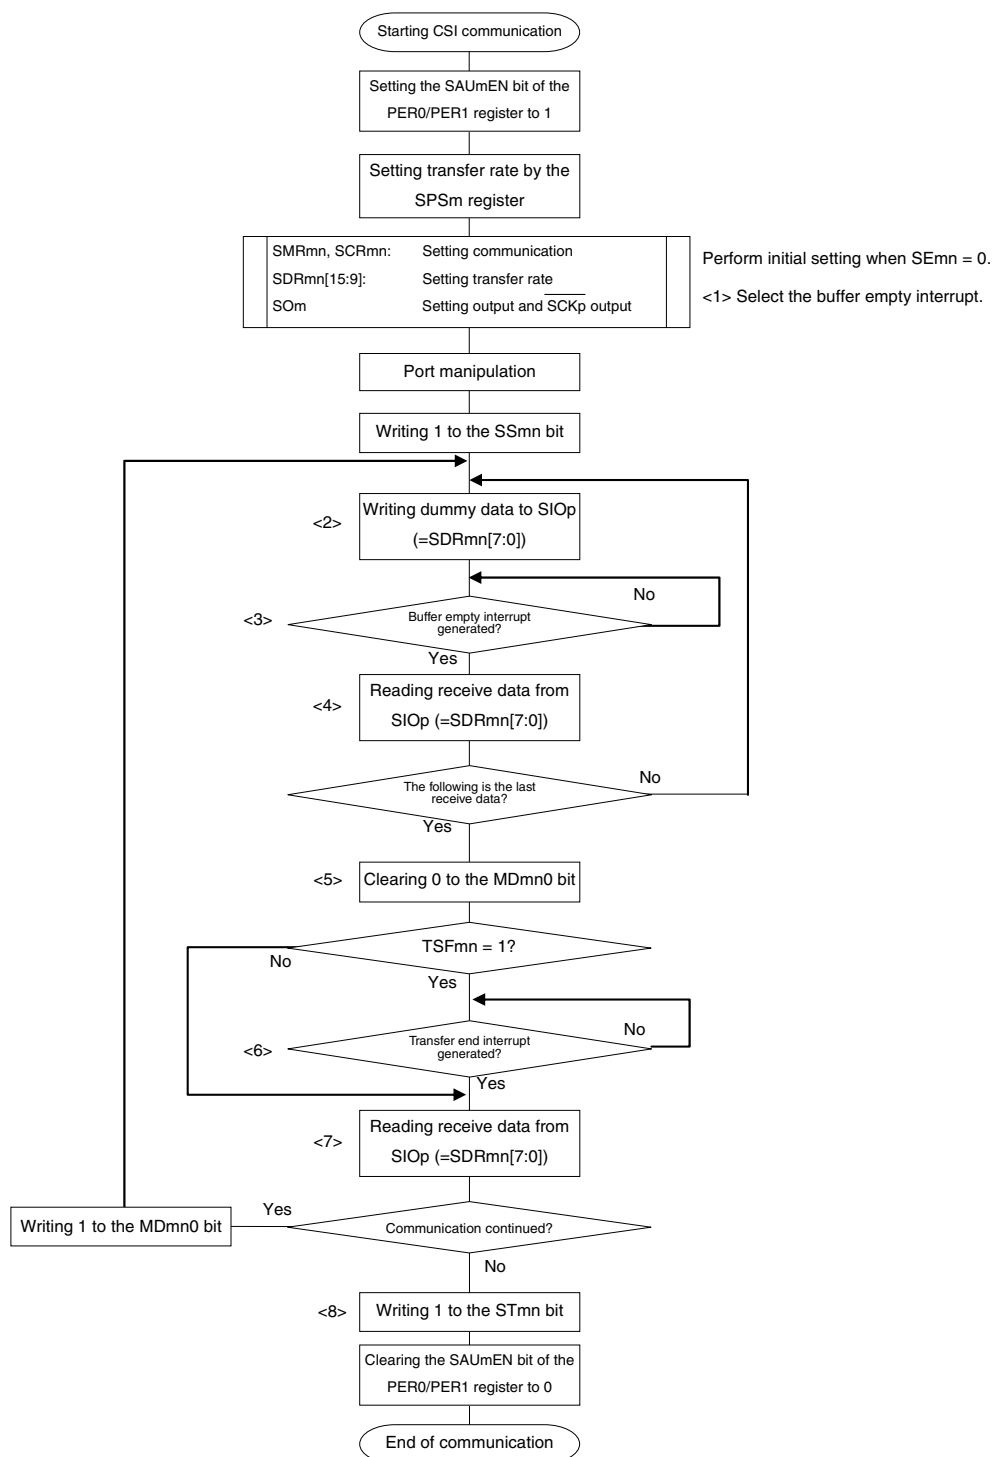 Starting CSI communication
Setting the SAUmEN bit of the
PER0/PER1 register to 1
Setting transfer rate by the
SPSm register
SMRmn, SCRmn: Setting communication
SDRmn[15:9]: Setting transfer rate
SOm Setting output and SCKp output
Perform initial setting when SEmn = 0.
<1> Select the buffer empty interrupt.
Port manipulation
Writing 1 to the SSmn bit
<2>
Writing dummy data to SIOp
(=SDRmn[7:0])
No
<3>
Buffer empty interrupt
generated?
Yes
<4>
Reading receive data from
SIOp (=SDRmn[7:0])
No
The following is the last
receive data?
Yes
<5>
Clearing 0 to the MDmn0 bit
TSFmn = 1?
No
Yes
No
<6>
Transfer end interrupt
generated?
Yes
<7>
Reading receive data from
SIOp (=SDRmn[7:0])
Yes
Writing 1 to the MDmn0 bit
Communication continued?
No
<8>
Writing 1 to the STmn bit
Clearing the SAUmEN bit of the
PER0/PER1 register to 0
End of communication